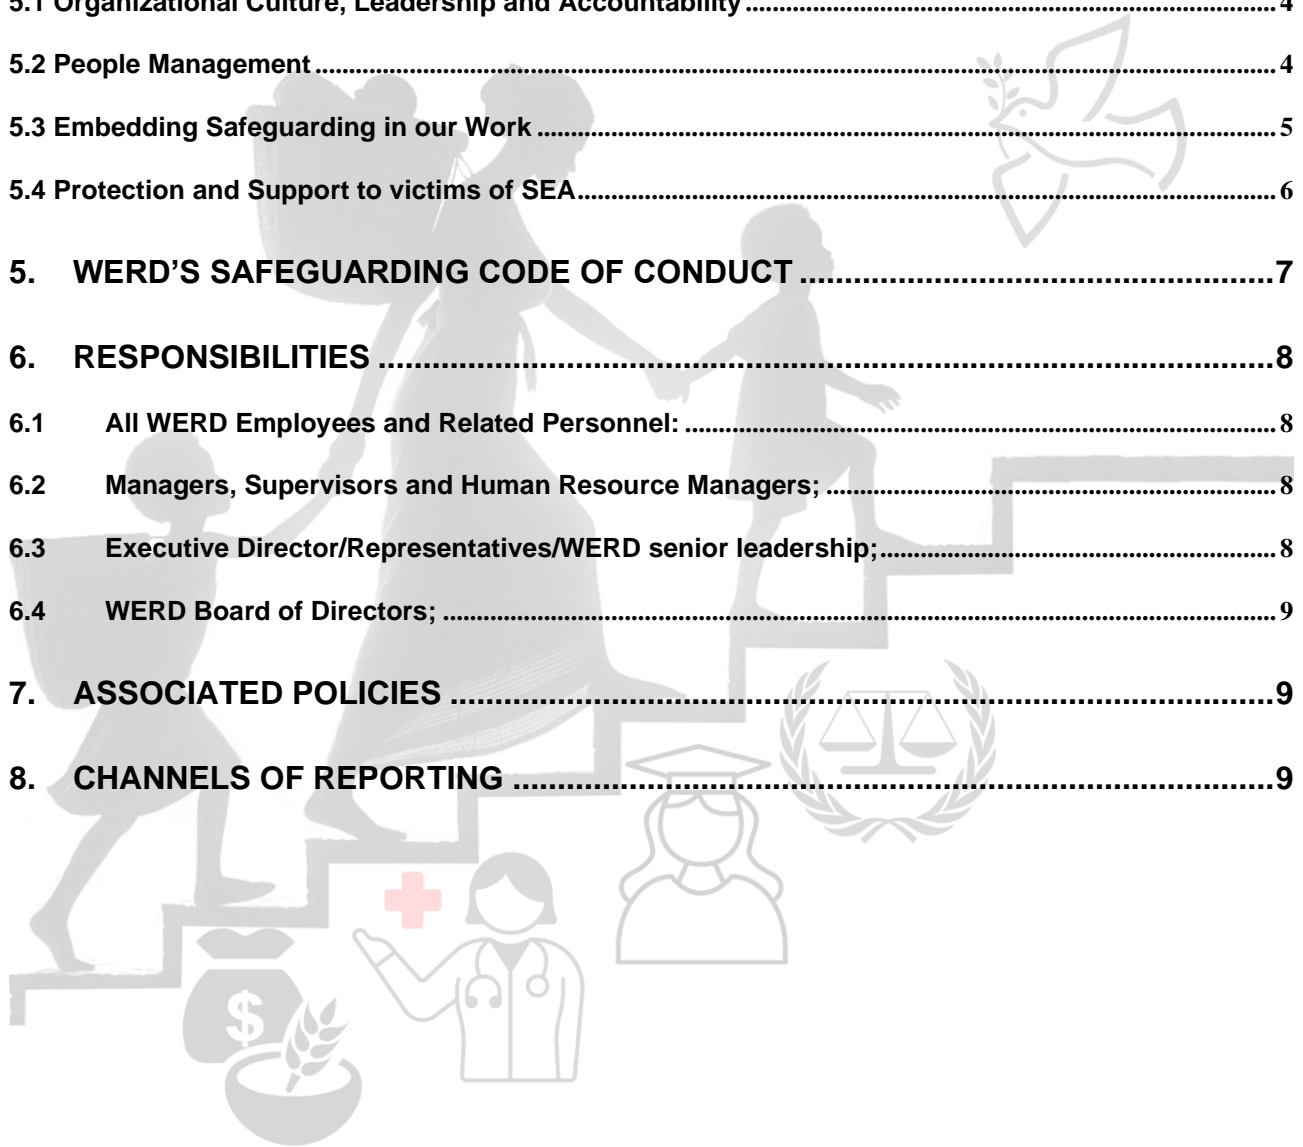 5.1 Organizational Culture, Leadership and Accountability ........ 4
5.2 People Management ........ 4
5.3 Embedding Safeguarding in our Work ........ 5
5.4 Protection and Support to victims of SEA ........ 6
5. WERD’S SAFEGUARDING CODE OF CONDUCT ........ 7
6. RESPONSIBILITIES ........ 8
6.1 All WERD Employees and Related Personnel: ........ 8
6.2 Managers, Supervisors and Human Resource Managers; ........ 8
6.3 Executive Director/Representatives/WERD senior leadership; ........ 8
6.4 WERD Board of Directors; ........ 9
7. ASSOCIATED POLICIES ........ 9
8. CHANNELS OF REPORTING ........ 9
$